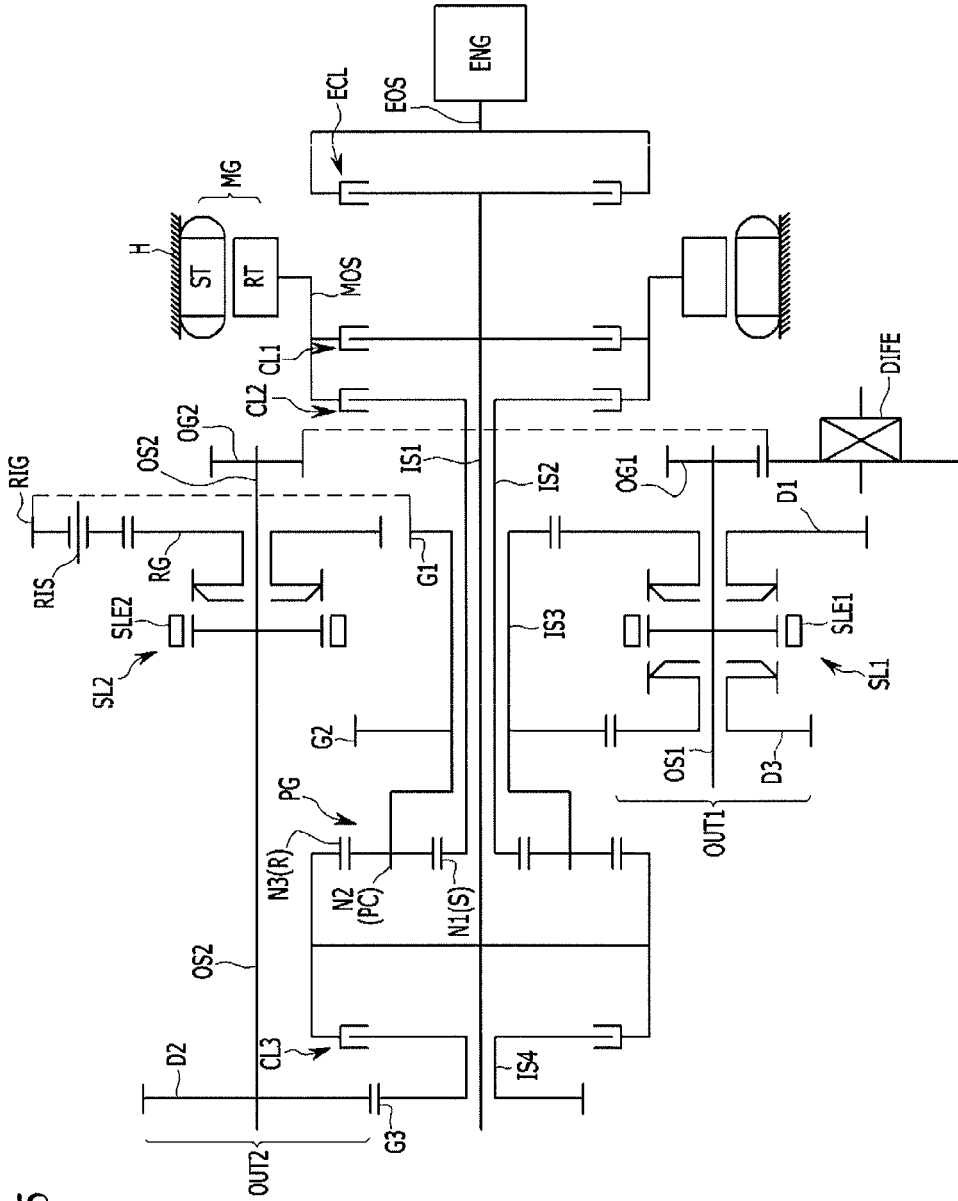 ENG
EOS
ECL
MG
H
ST
RT
MOS
CL1
CL2
OG2
OS2
RIG
RIS
RG
G1
IS1
IS2
OG1
DIFE
D1
SLE2
SL2
IS3
SLE1
SL1
G2
OS1
D3
OUT1
PG
N3(R)
N2
(PC)
N1(S)
OS2
CL3
IS4
D2
G3
OUT2
5